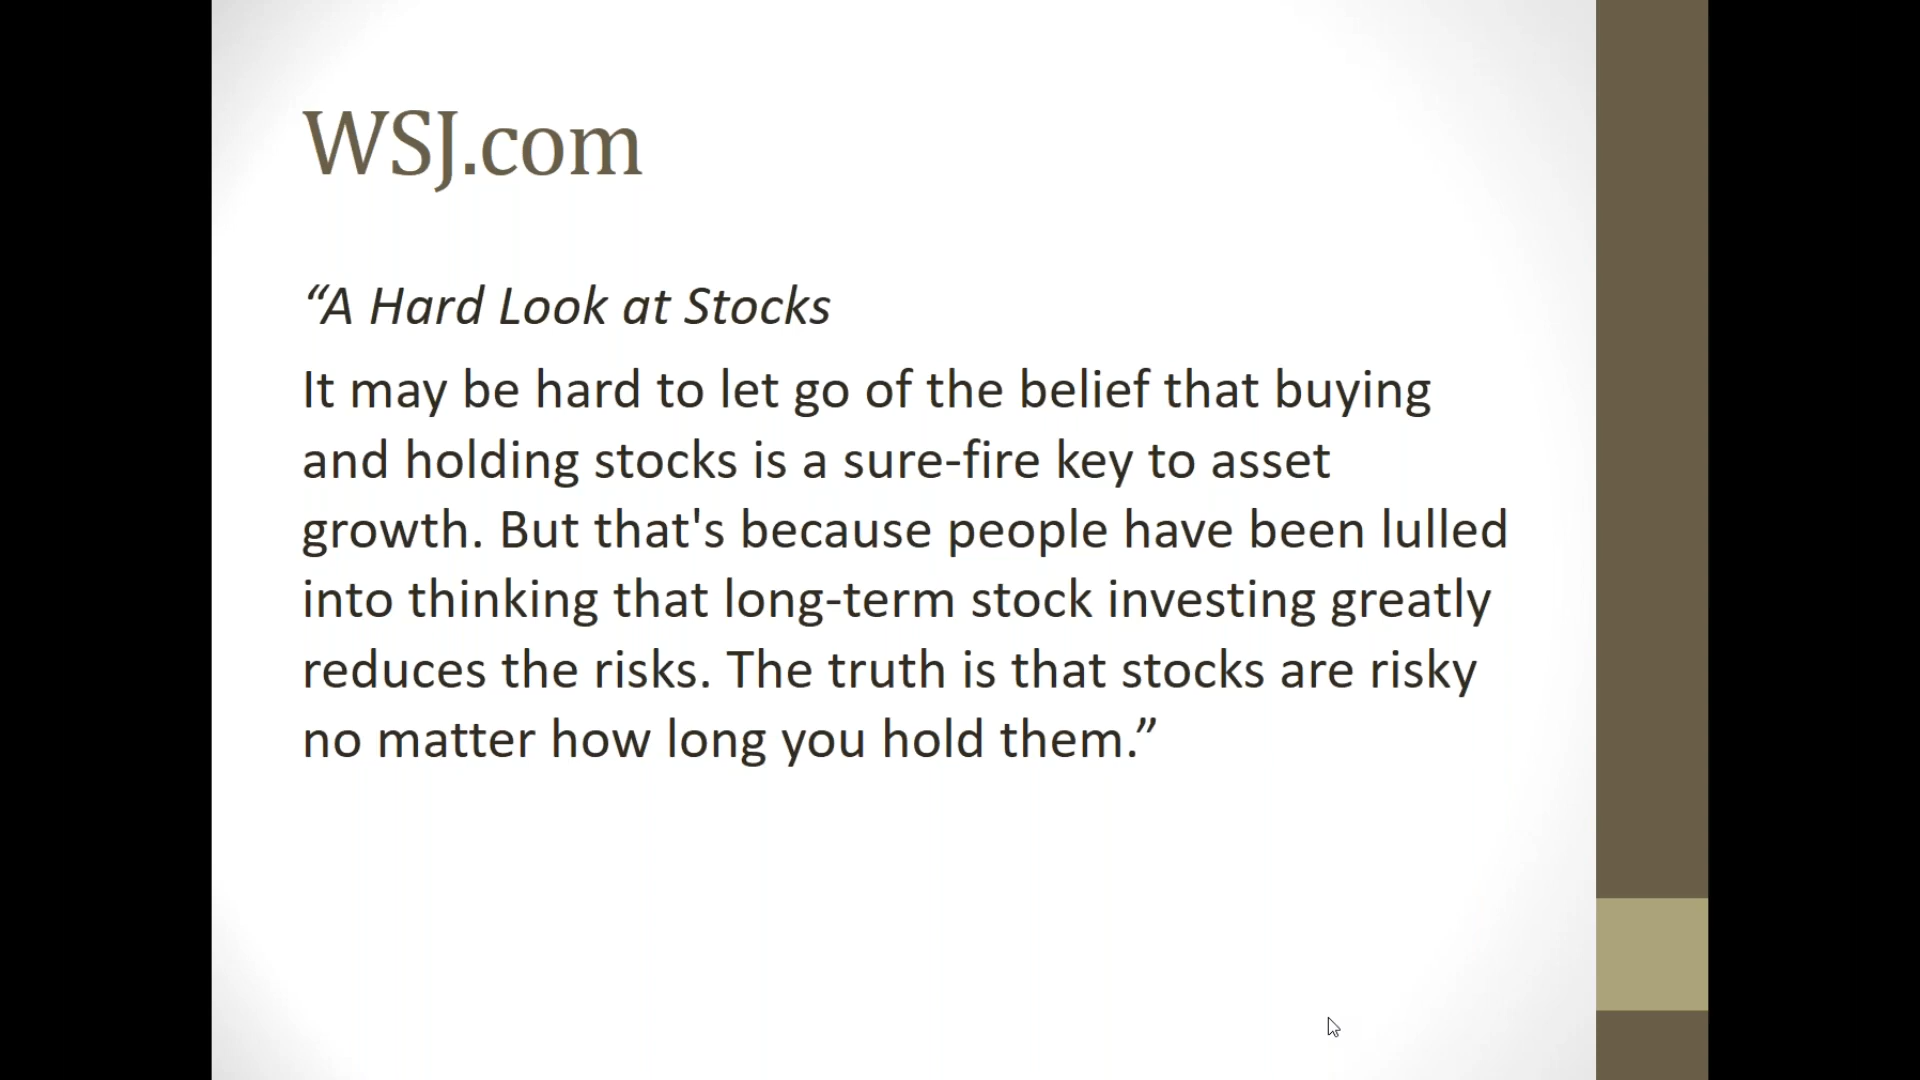 WSJ.com
“A Hard Look at Stocks
It may be hard to let go of the belief that buying
and holding stocks is a sure-fire key to asset
growth. But that's because people have been lulled
into thinking that long-term stock investing greatly
reduces the risks. The truth is that stocks are risky
no matter how long you hold them.”